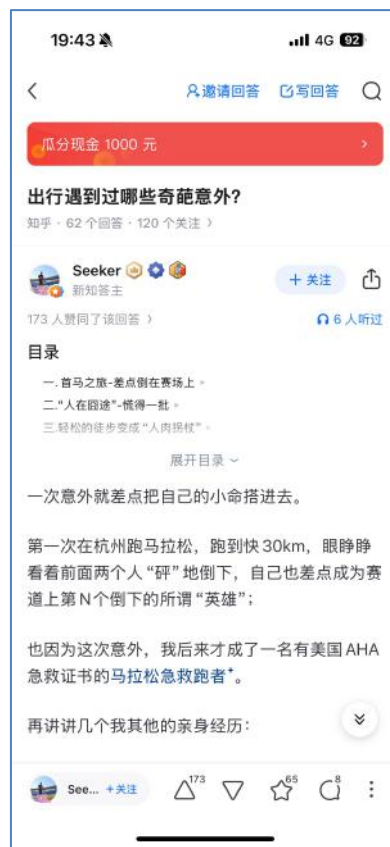 19:43
4G 92
邀请回答 写回答
瓜分现金 1000 元
出行遇到过哪些奇葩意外?
知乎 · 62 个回答 · 120 个关注 〉
Seeker
新知答主
+ 关注
173 人赞同了该回答 〉
6 人听过
目录
一. 首马之旅-差点倒在赛场上
二.“人在囧途”-慌得一批
三.轻松的徒步变成“人肉拐杖”
展开目录
一次意外就差点把自己的小命搭进去。
第一次在杭州跑马拉松，跑到快 30km，眼睁睁
看着前面两个人“砰”地倒下，自己也差点成为赛
道上第 N 个倒下的所谓“英雄”；
也因为这次意外，我后来才成了一名有美国 AHA
急救证书的马拉松急救跑者。
再讲讲几个我其他的亲身经历：
See... +关注
173
65
8